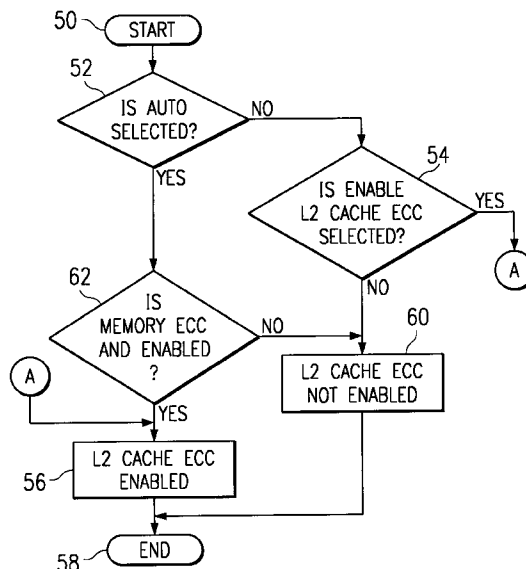 50
START
52
IS AUTO
SELECTED?
NO
YES
54
IS ENABLE
L2 CACHE ECC
SELECTED?
YES
A
NO
62
IS
MEMORY ECC
AND ENABLED
?
NO
YES
60
L2 CACHE ECC
NOT ENABLED
A
L2 CACHE ECC
ENABLED
56
END
58